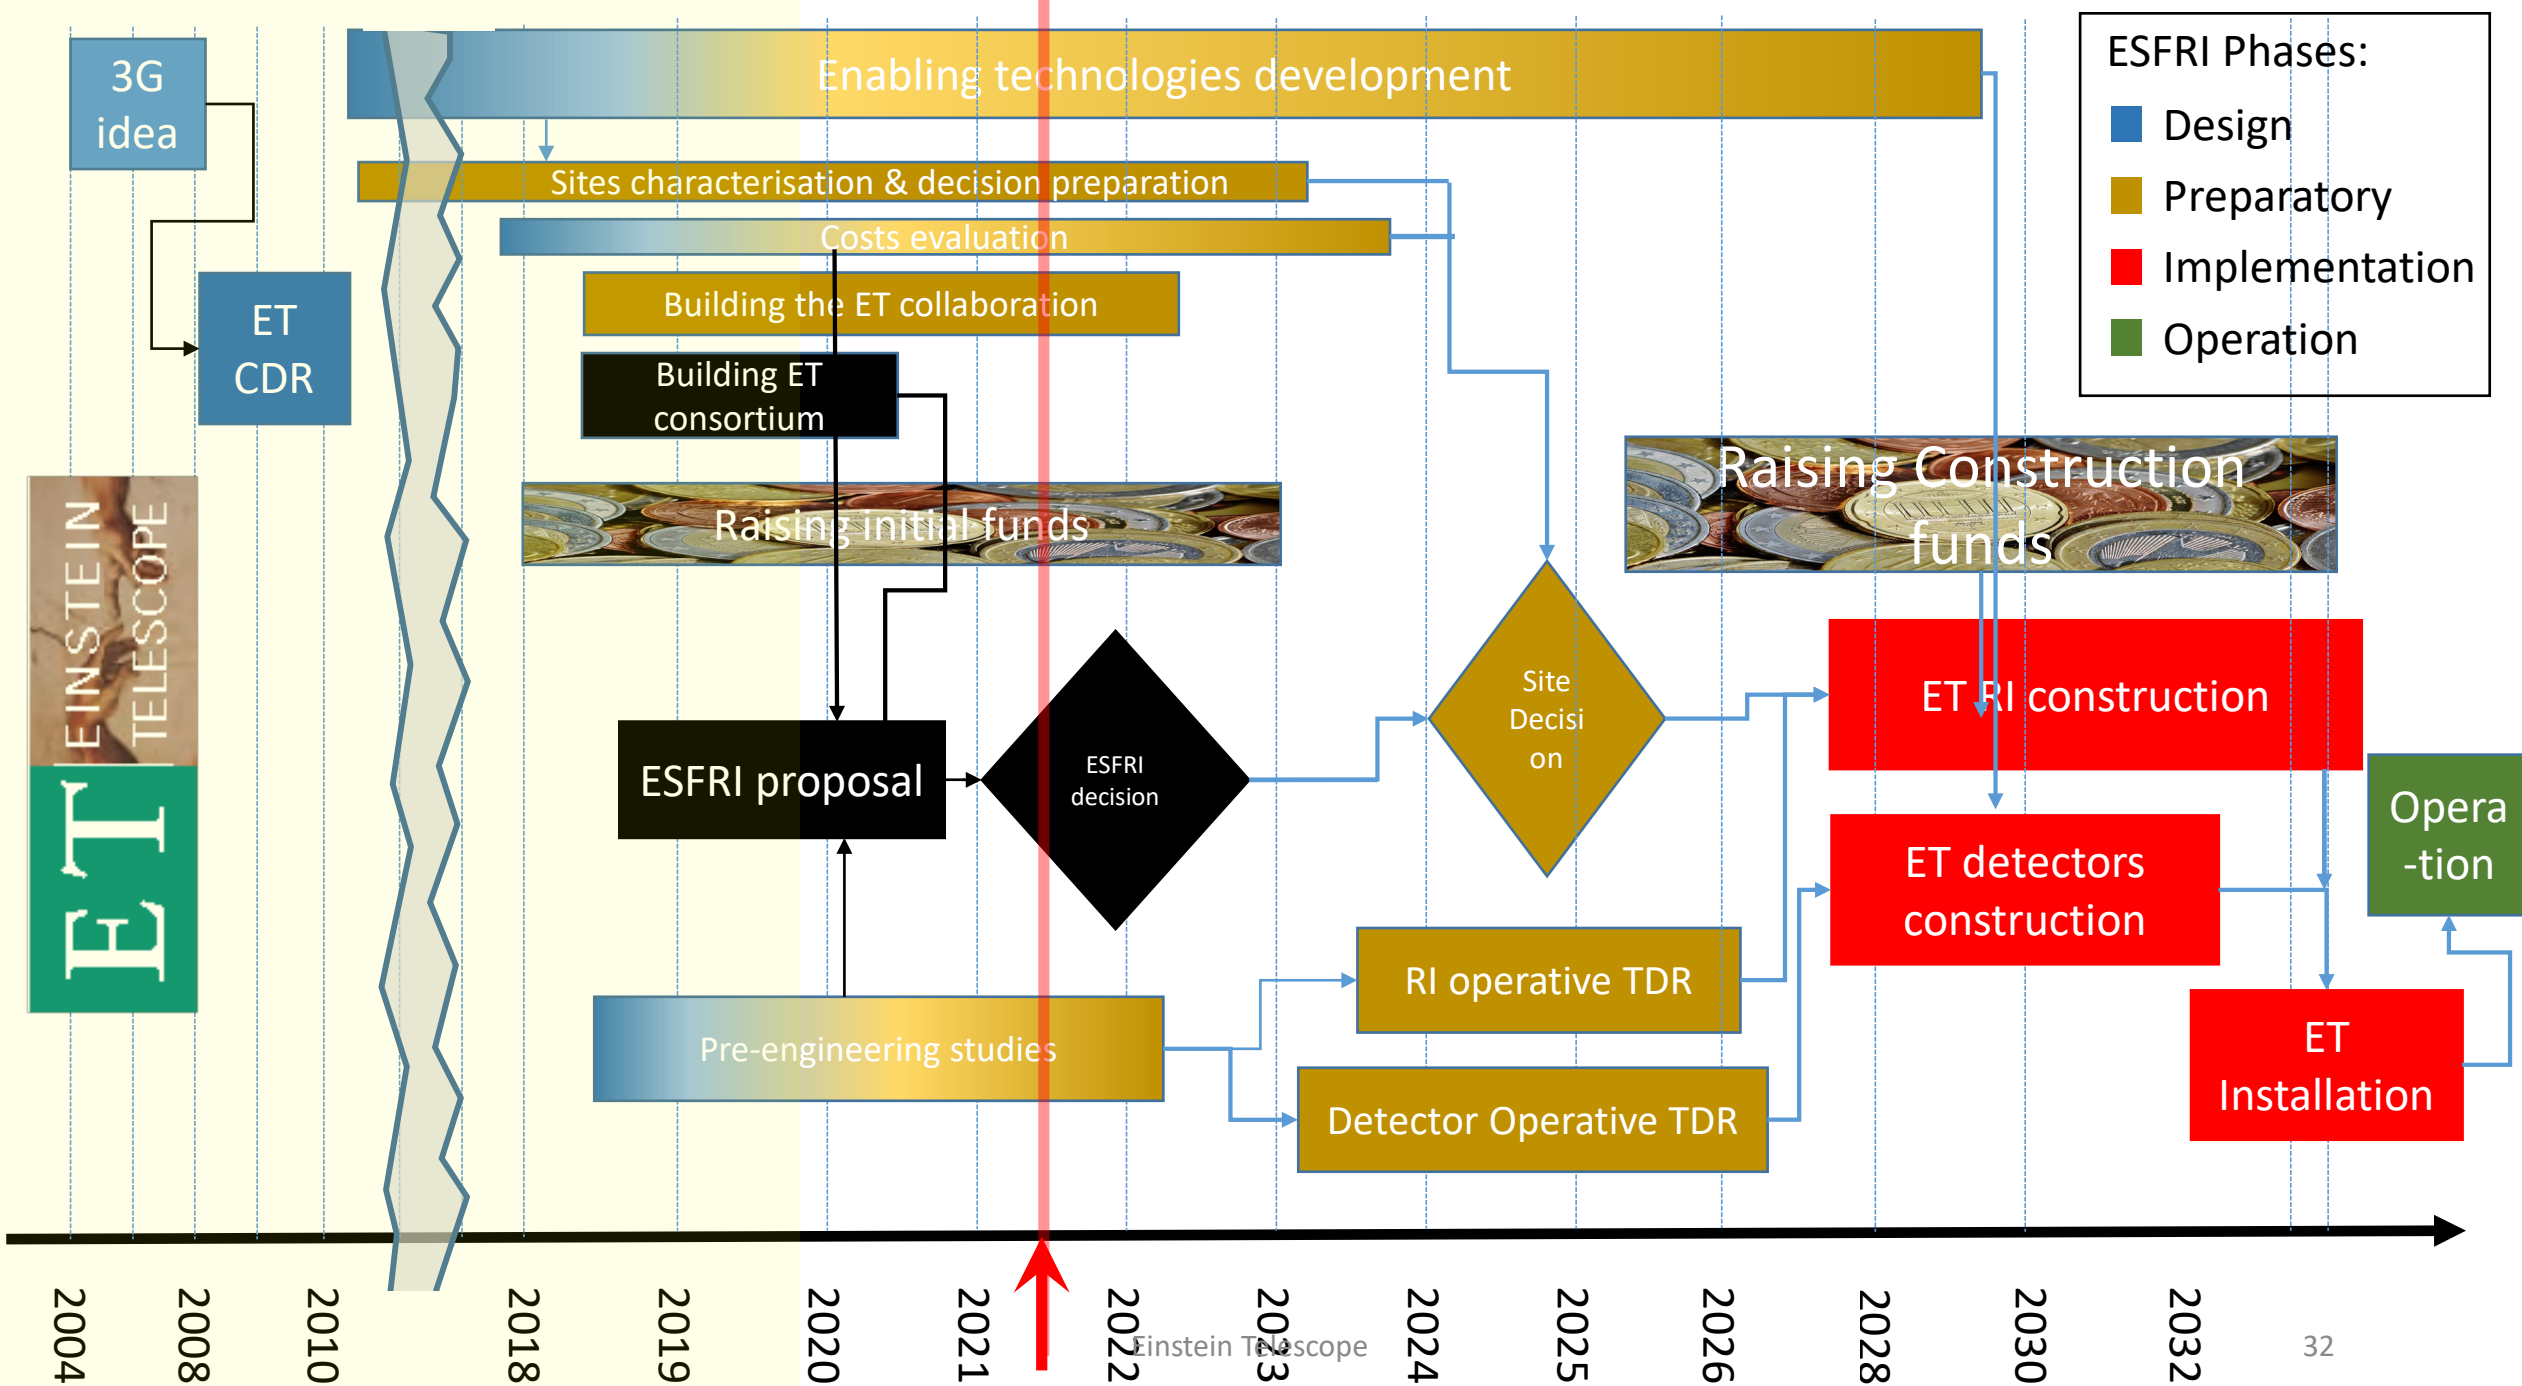 3G
idea
Enabling technologies development
ESFRI Phases:
Design
Preparatory
Implementation
Operation
Sites characterisation & decision preparation
Costs evaluation
Building the ET collaboration
ET
CDR
Building ET
consortium
Raising initial funds
Raising Construction
funds
EINSTEIN
TELESCOPE
ET
ESFRI proposal
ESFRI
decision
Site
Decisi
on
ET RI construction
ET detectors
construction
Opera
-tion
RI operative TDR
Pre-engineering studies
Detector Operative TDR
ET
Installation
2004
2008
2010
2018
2019
2020
2021
2022
2023
2024
2025
2026
2028
2030
2032
Einstein Telescope
32